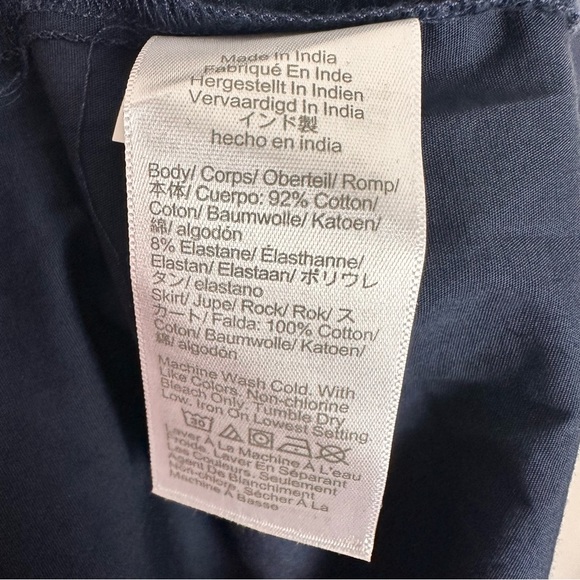 Made In India
Fabriqué En Inde
Hergestellt In Indien
Vervaardigd In India
インド製
hecho en india
Body/ Corps/ Oberteil/ Romp/
本体/ Cuerpo: 92% Cotton/
Coton/ Baumwolle/ Katoen/
綿/ algodón
8% Elastane/ Élasthanne/
Elastan/ Elastaan/ ポリウレ
タン/ elastano
Skirt/ Jupe/ Rock/ Rok/ ス
カート/ Falda: 100% Cotton/
Coton/ Baumwolle/ Katoen/
綿/ algodón
Machine Wash Cold. With
Like Colors, Non-chlorine
Bleach Only, Tumble Dry
Low. Iron On Lowest Setting
30
Laver À La Machine À L'eau
Froide. Laver En Séparant
Les Couleurs. Seulement
Agent De Blanchiment
Non-chlore, Sécher À La
Machine À Basse